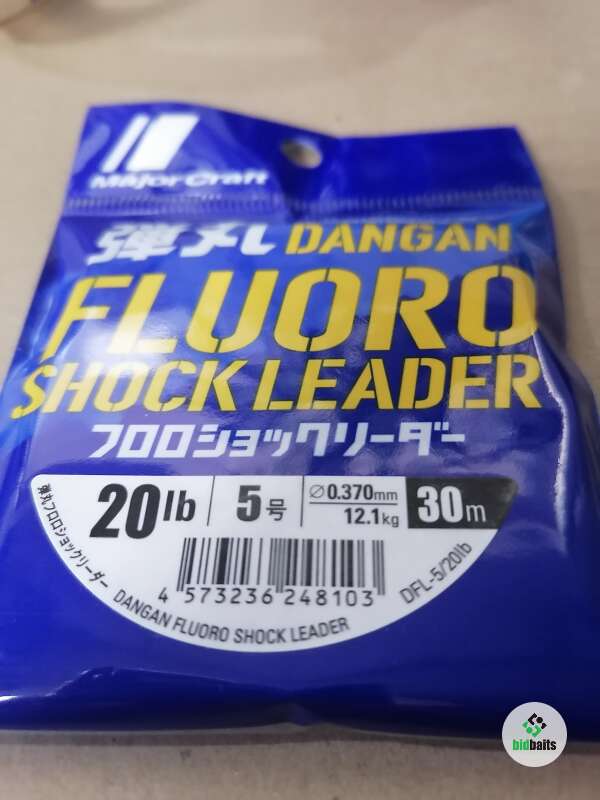 Major Craft
弾丸 DANGAN
FLUORO
SHOCK LEADER
フロロショックリーダー
20lb 5号 ⌀0.370mm 12.1kg 30m
弾丸フロロショックリーダー
4 573236 248103
DFL-5/20lb
DANGAN FLUORO SHOCK LEADER
bidbaits